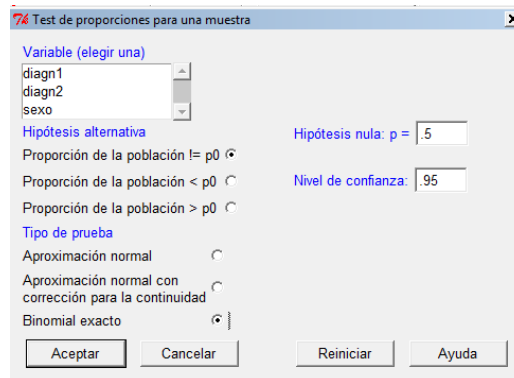 Test de proporciones para una muestra
Variable (elegir una)
diagn1
diagn2
sexo
Hipótesis alternativa
Hipótesis nula: p = .5
Proporción de la población != p0
Proporción de la población < p0
Nivel de confianza: .95
Proporción de la población > p0
Tipo de prueba
Aproximación normal
Aproximación normal con
corrección para la continuidad
Binomial exacto
Aceptar Cancelar Reiniciar Ayuda